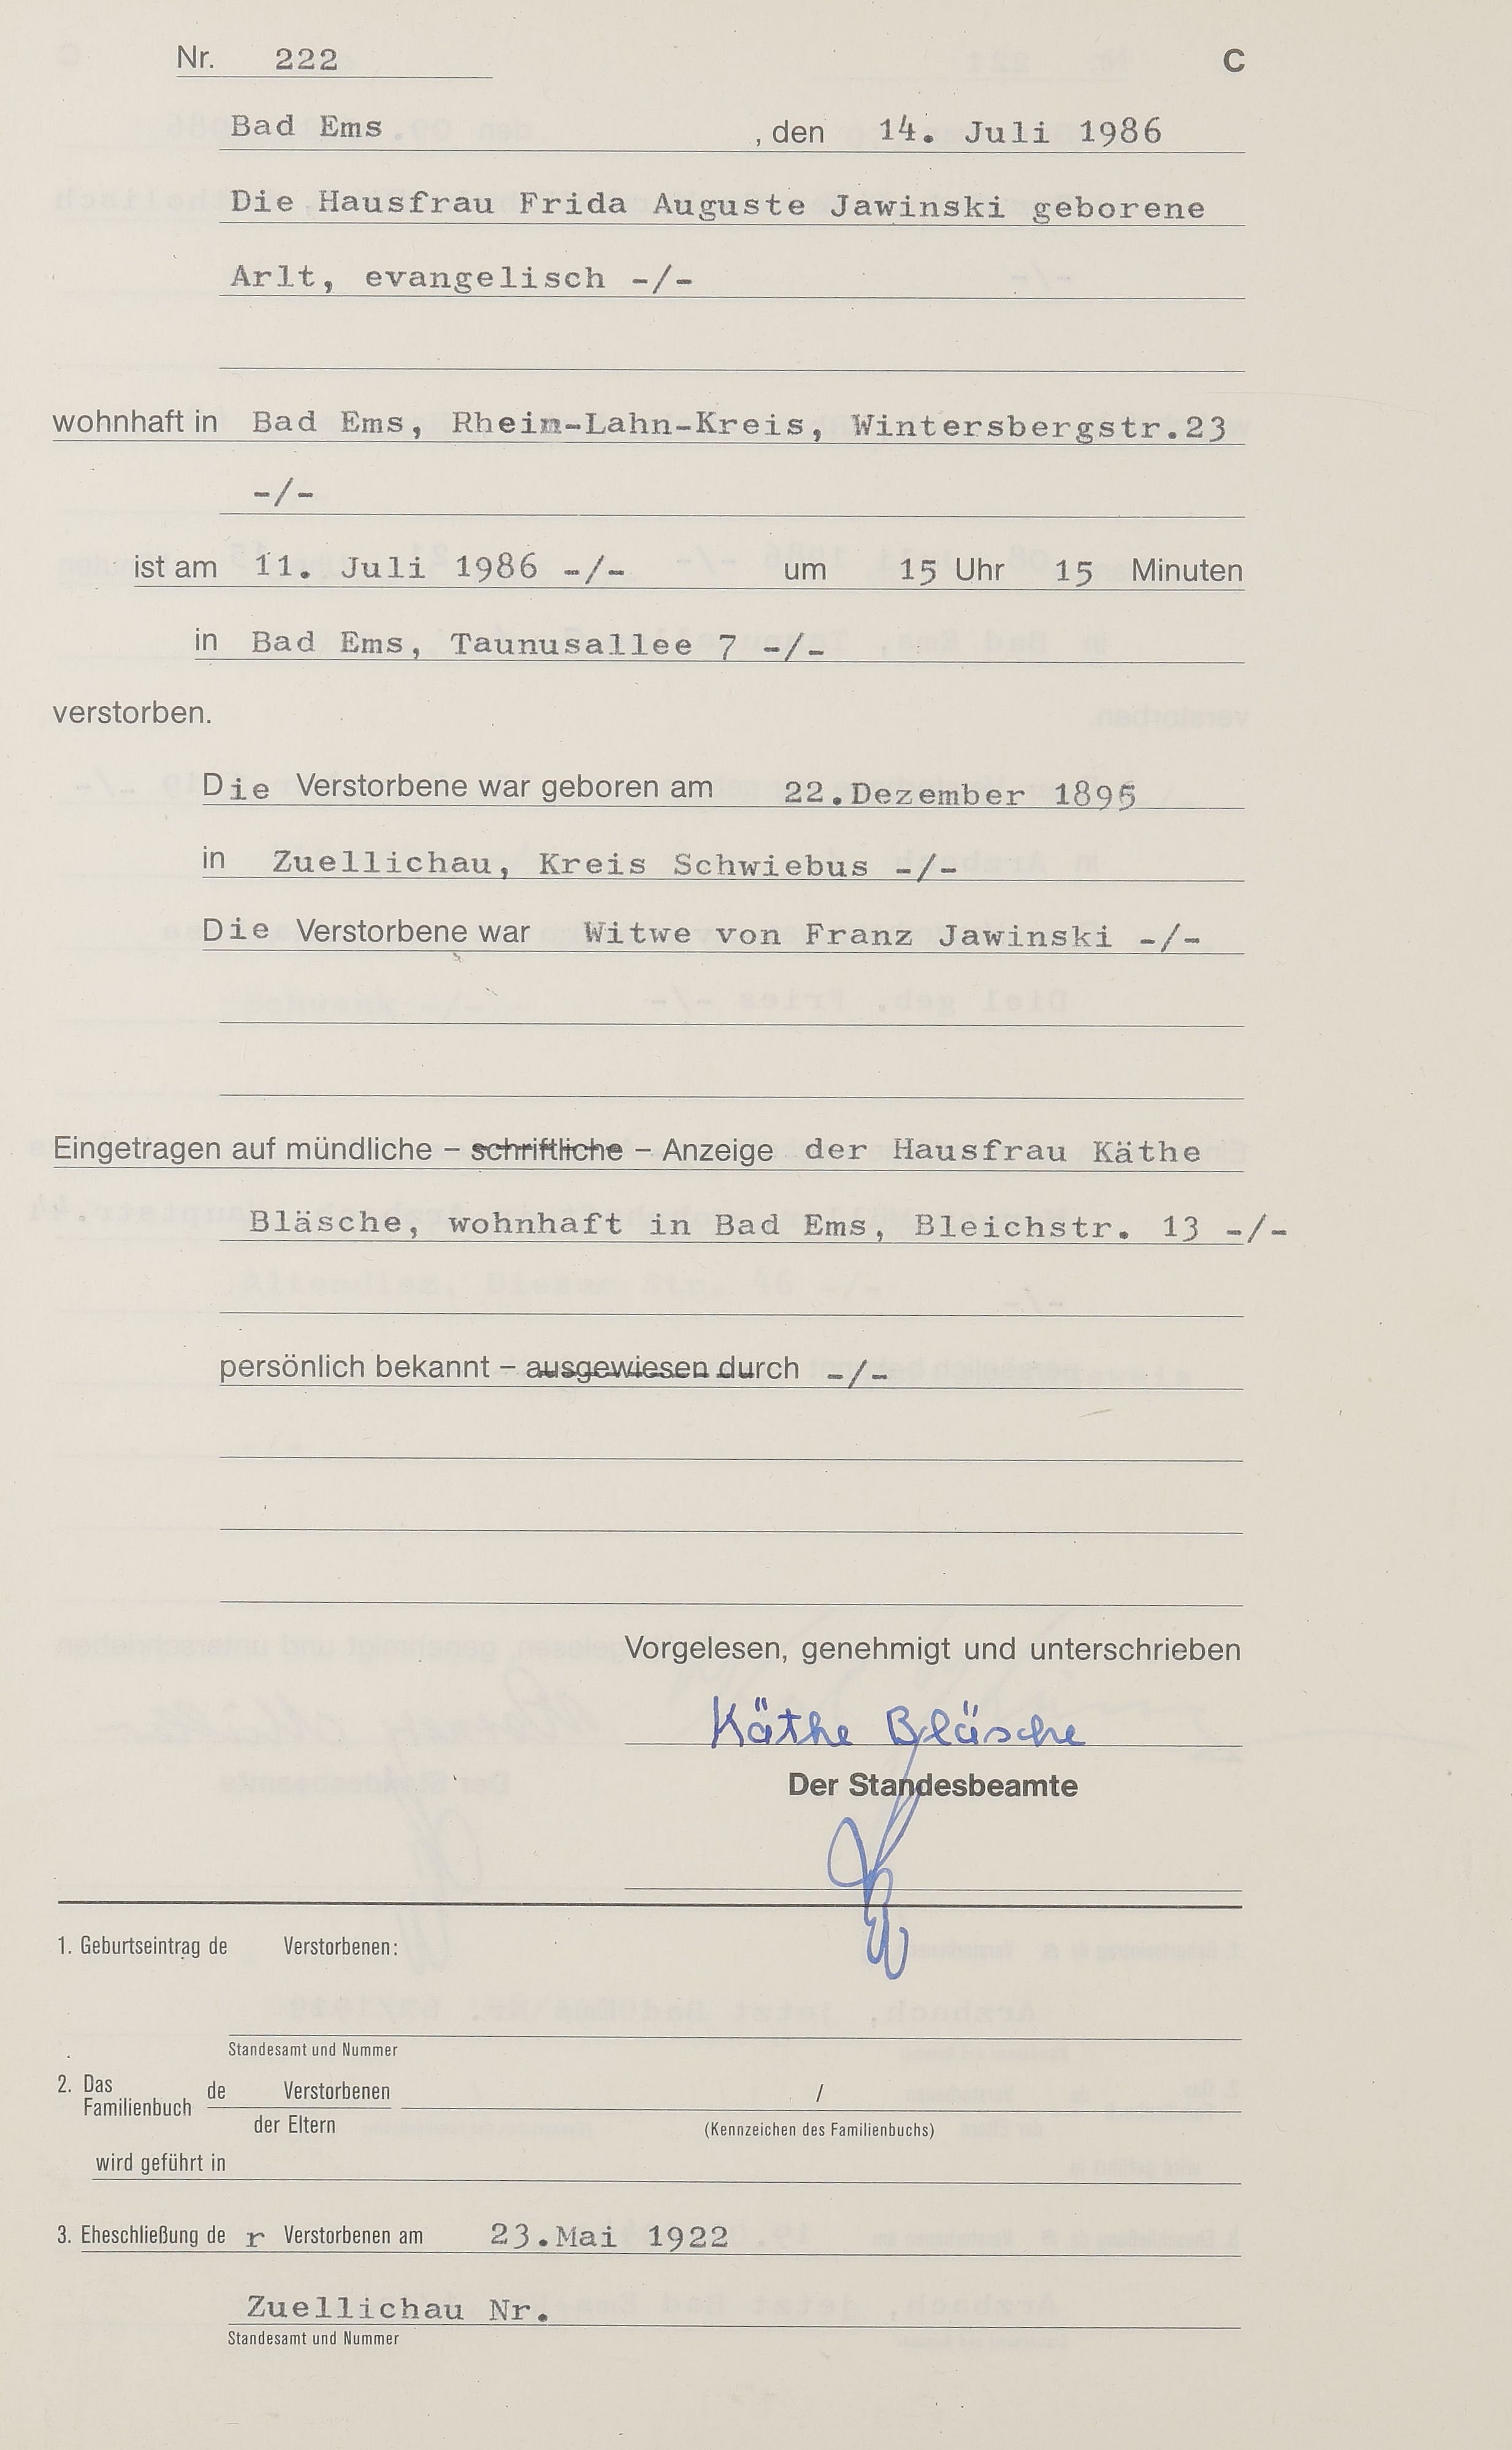 Nr. 222 C
Bad Ems , den 14. Juli 1986
Die Hausfrau Frida Auguste Jawinski geborene
Arlt, evangelisch -/-
wohnhaft in Bad Ems, Rhein-Lahn-Kreis, Wintersbergstr.23
-/-
ist am 11. Juli 1986 -/- um 15 Uhr 15 Minuten
in Bad Ems, Taunusallee 7 -/-
verstorben.
Die Verstorbene war geboren am 22.Dezember
in Zuellichau, Kreis Schwiebus -/-
Die Verstorbene war Witwe von Franz Jawinski -/-
Eingetragen auf mündliche – schriftliche – Anzeige der Hausfrau Käthe
Bläsche, wohnhaft in Bad Ems, Bleichstr. 13 -/-
persönlich bekannt – ausgewiesen durch -/-
Vorgelesen, genehmigt und unterschrieben
Käthe Bläsche
Der Standesbeamte
1. Geburtseintrag de Verstorbenen:
Standesamt und Nummer
2. Das Familienbuch de Verstorbenen /
der Eltern (Kennzeichen des Familienbuchs)
wird geführt in
3. Eheschließung de r Verstorbenen am 23.Mai 1922
Zuellichau Nr.
Standesamt und Nummer